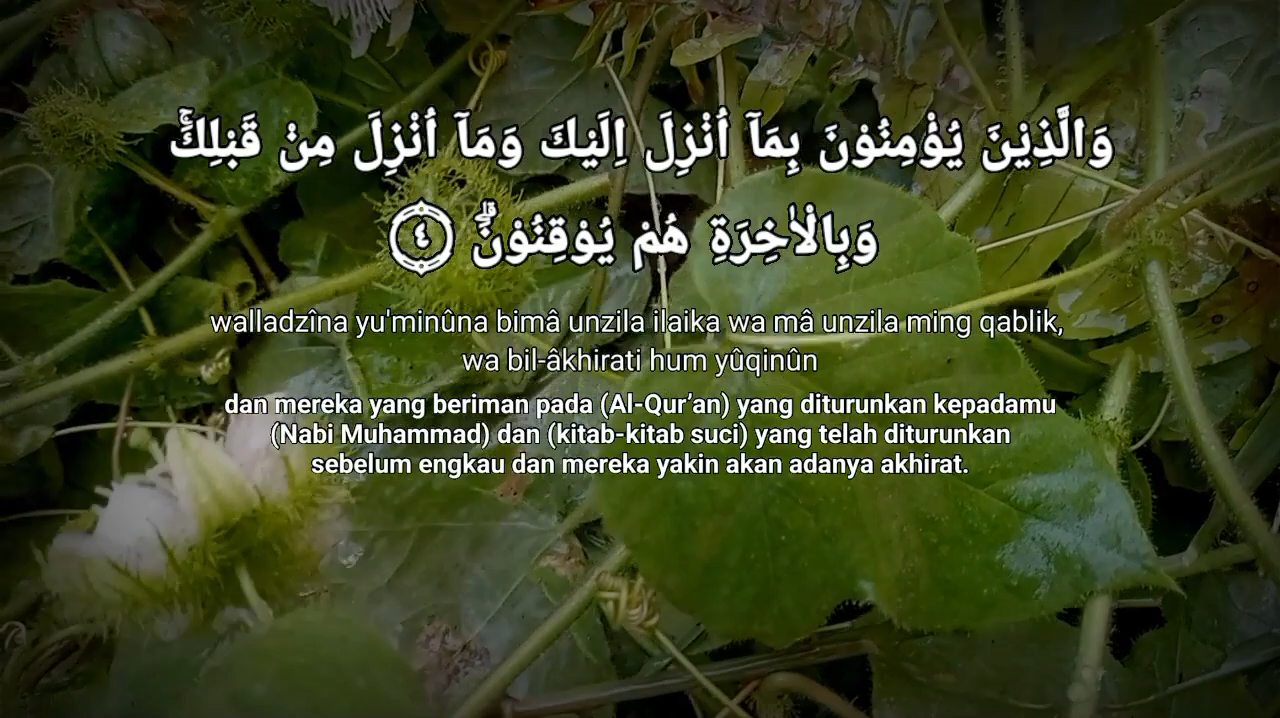 وَالَّذِيْنَ يُؤْمِنُوْنَ بِمَآ اُنْزِلَ اِلَيْكَ وَمَآ اُنْزِلَ مِنْ قَبْلِكَۚ
وَبِالْاٰخِرَةِ هُمْ يُوْقِنُوْنَۗ ٤
walladzîna yu'minûna bimâ unzila ilaika wa mâ unzila ming qablik,
wa bil-âkhirati hum yûqinûn
dan mereka yang beriman pada (Al-Qur’an) yang diturunkan kepadamu
(Nabi Muhammad) dan (kitab-kitab suci) yang telah diturunkan
sebelum engkau dan mereka yakin akan adanya akhirat.